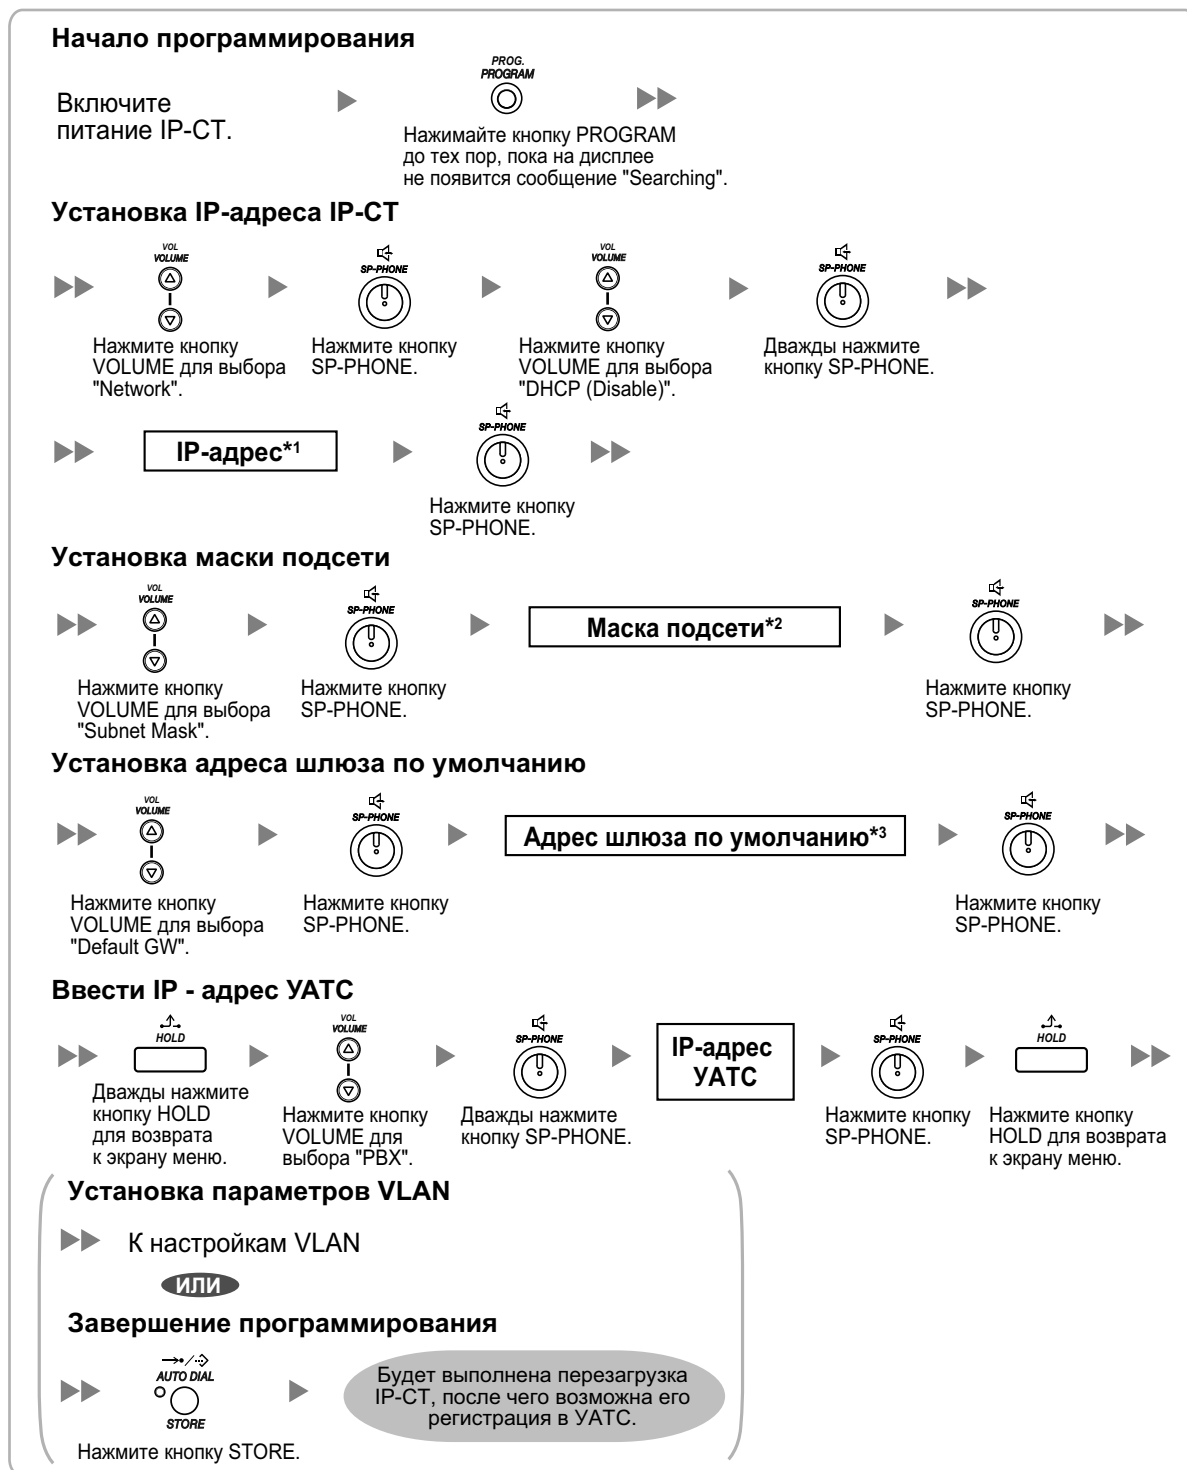 Начало программирования
PROG.
PROGRAM
Включите
питание IP-СТ.
Нажимайте кнопку PROGRAM
до тех пор, пока на дисплее
не появится сообщение "Searching".
Установка IP-адреса IP-СТ
VOL
VOLUME
SP-PHONE
VOL
VOLUME
SP-PHONE
Нажмите кнопку
VOLUME для выбора
"Network".
Нажмите кнопку
SP-PHONE.
Нажмите кнопку
VOLUME для выбора
"DHCP (Disable)".
Дважды нажмите
кнопку SP-PHONE.
IP-адрес*1
SP-PHONE
Нажмите кнопку
SP-PHONE.
Установка маски подсети
VOL
VOLUME
SP-PHONE
Маска подсети*2
SP-PHONE
Нажмите кнопку
VOLUME для выбора
"Subnet Mask".
Нажмите кнопку
SP-PHONE.
Нажмите кнопку
SP-PHONE.
Установка адреса шлюза по умолчанию
VOL
VOLUME
SP-PHONE
Адрес шлюза по умолчанию*3
SP-PHONE
Нажмите кнопку
VOLUME для выбора
"Default GW".
Нажмите кнопку
SP-PHONE.
Нажмите кнопку
SP-PHONE.
Ввести IP - адрес УАТС
HOLD
VOL
VOLUME
SP-PHONE
IP-адрес
УАТС
SP-PHONE
HOLD
Дважды нажмите
кнопку HOLD
для возврата
к экрану меню.
Нажмите кнопку
VOLUME для
выбора "PBX".
Дважды нажмите
кнопку SP-PHONE.
Нажмите кнопку
SP-PHONE.
Нажмите кнопку
HOLD для возврата
к экрану меню.
Установка параметров VLAN
К настройкам VLAN
ИЛИ
Завершение программирования
AUTO DIAL
STORE
Нажмите кнопку STORE.
Будет выполнена перезагрузка
IP-СТ, после чего возможна его
регистрация в УАТС.